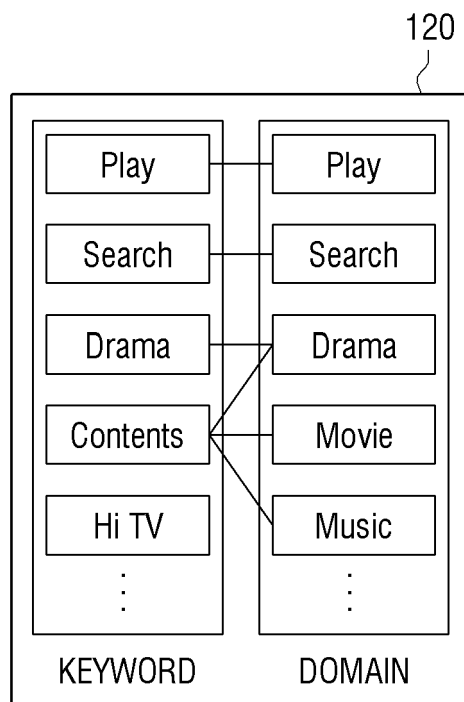 120
Play Play
Search Search
Drama Drama
Contents Movie
Hi TV Music
KEYWORD DOMAIN